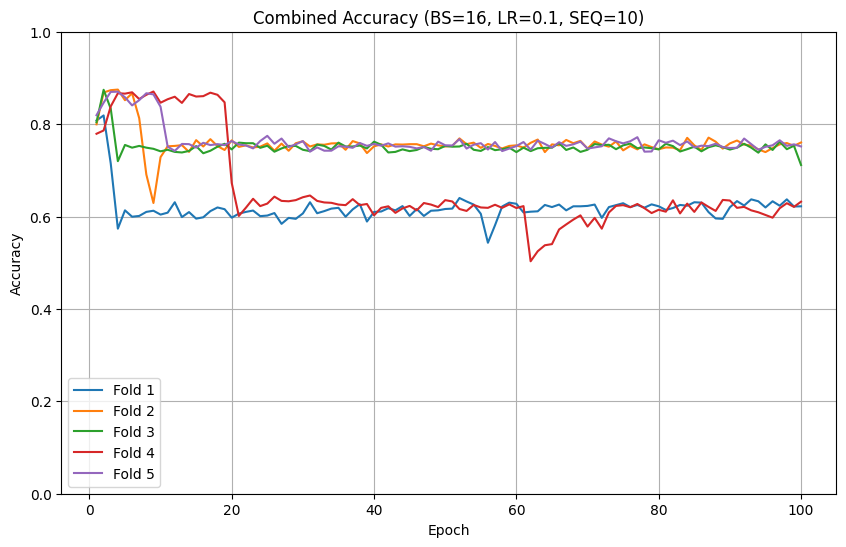 Combined Accuracy (BS=16, LR=0.1, SEQ=10)
1.0
0.8
0.6
0.4
0.2
0.0
Accuracy
Fold 1
Fold 2
Fold 3
Fold 4
Fold 5
0 20 40 60 80 100
Epoch